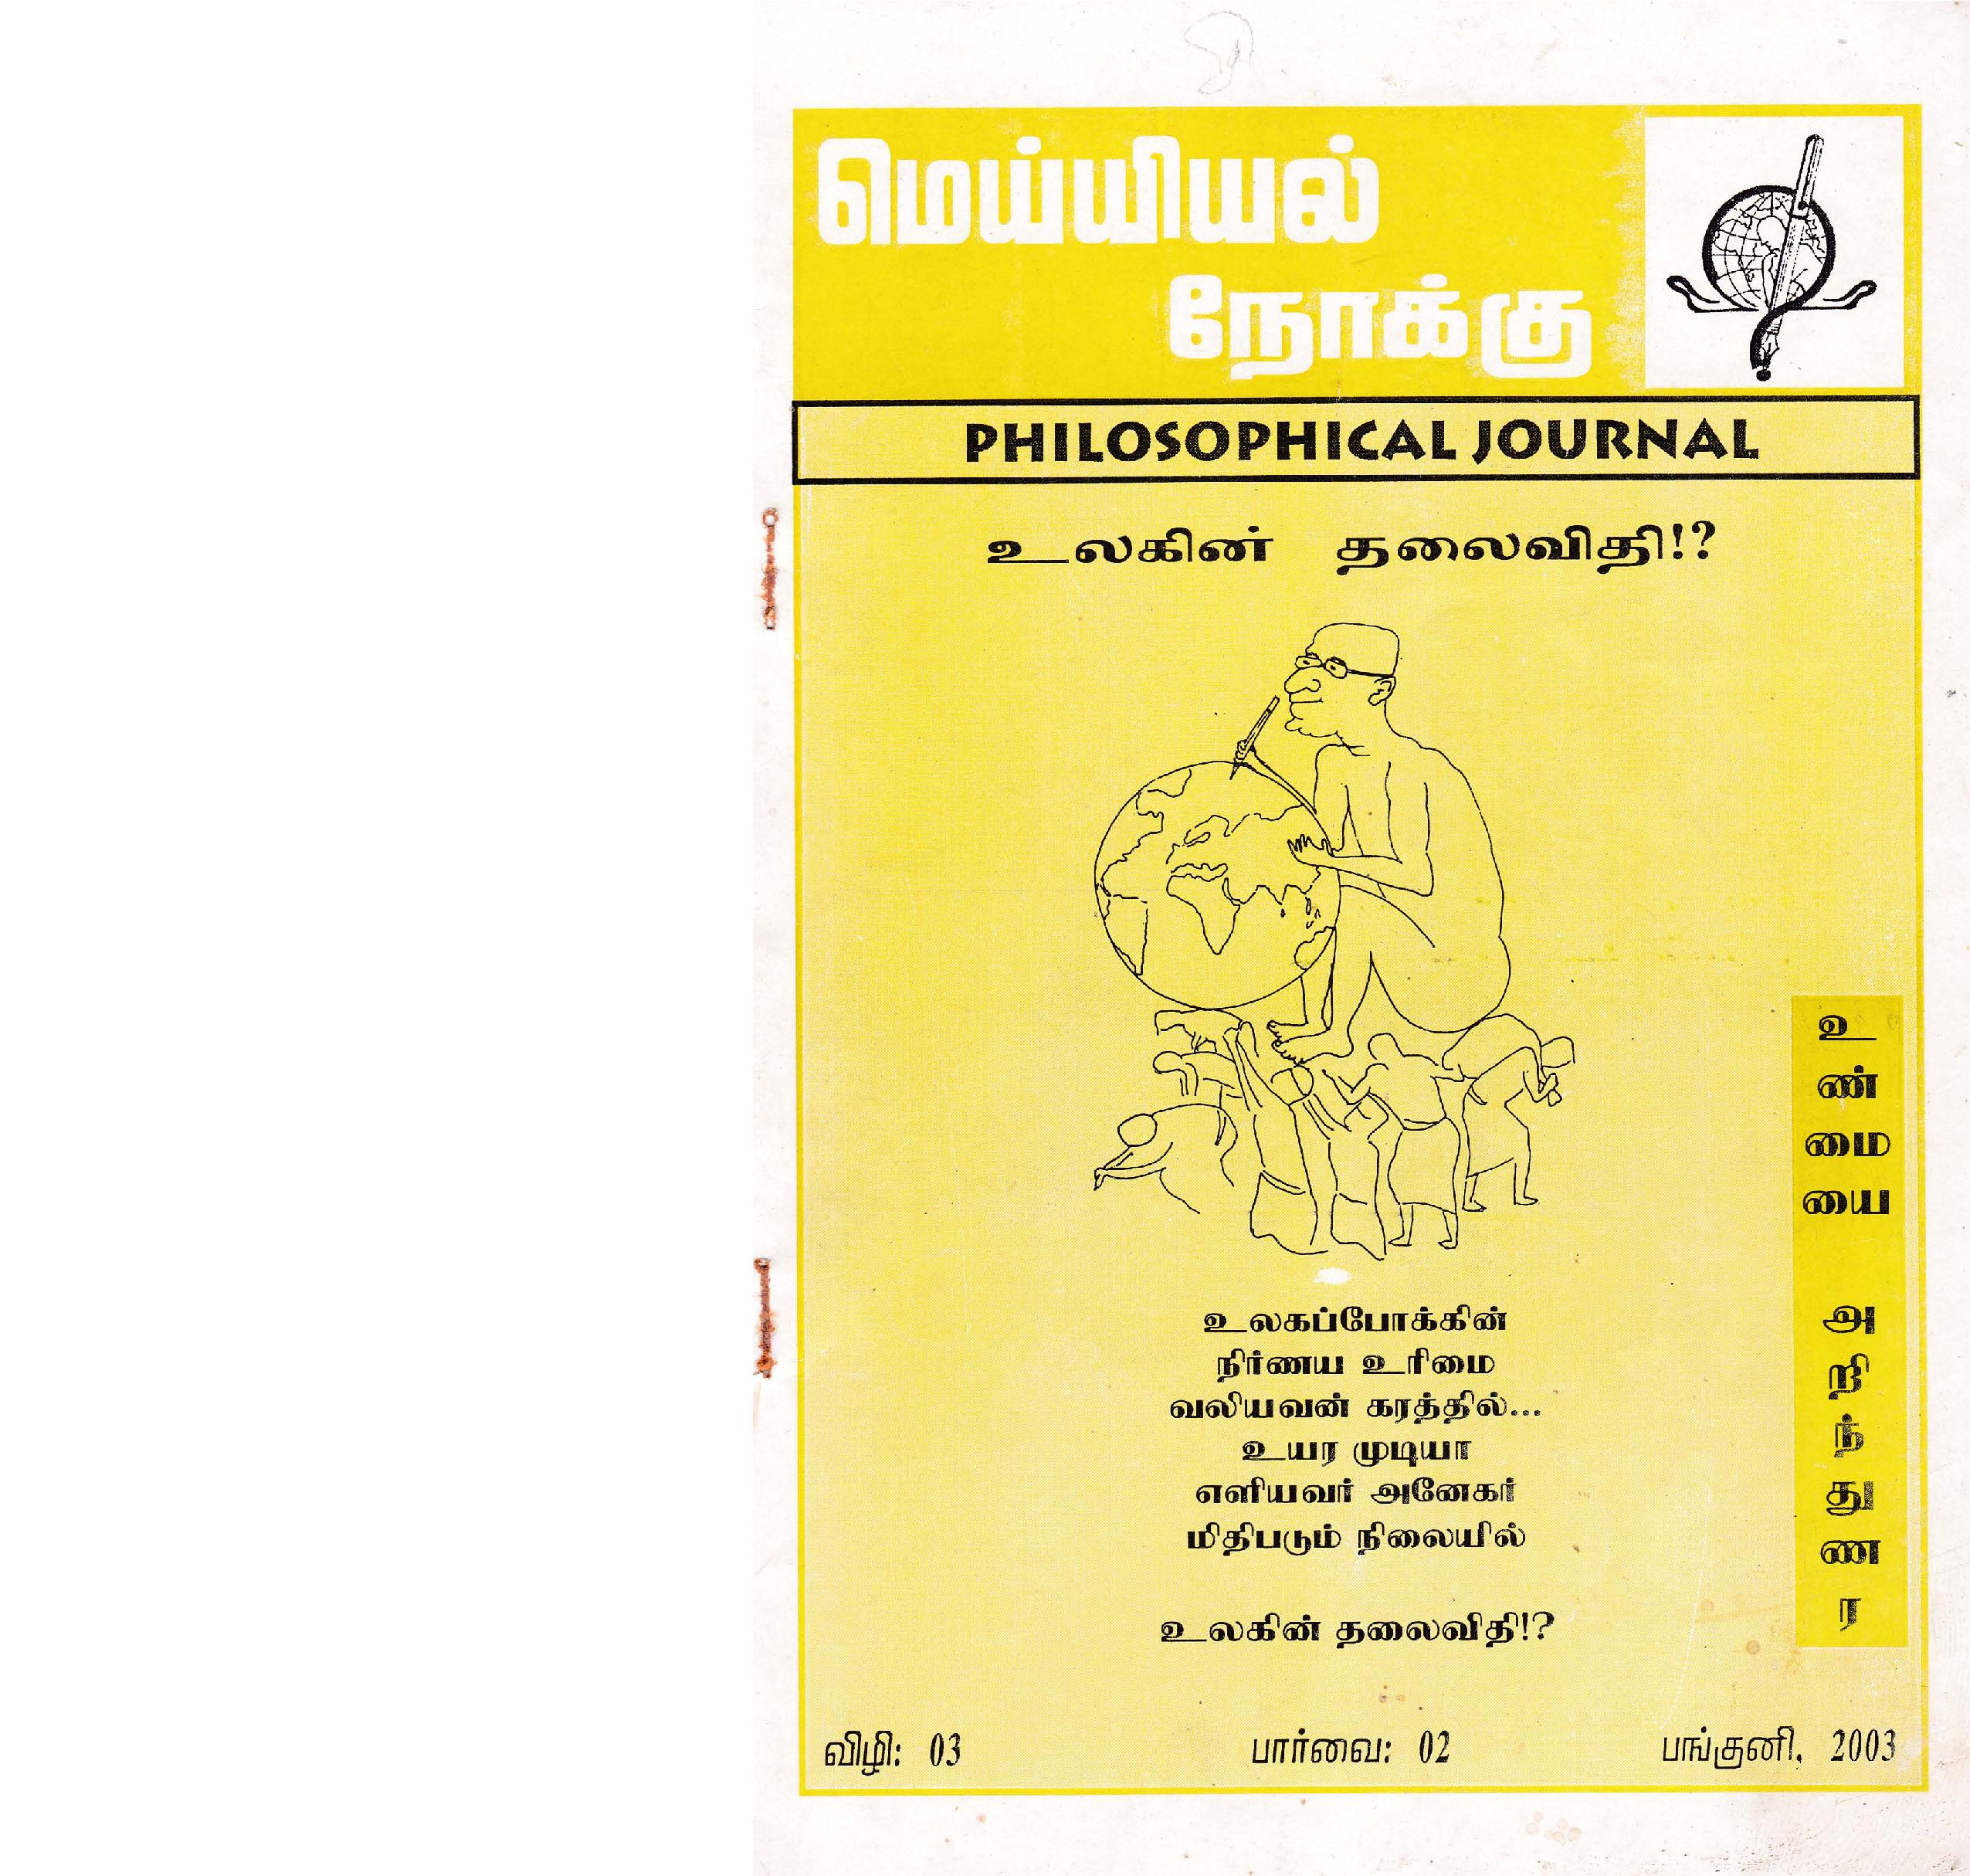 மெய்யியல்
நோக்கு
PHILOSOPHICAL JOURNAL
உலகின் தலைவிதி!?
உலகப்போக்கின்
நிர்ணய உரிமை
வலியவன் கரத்தில்...
உயர முடியா
எளியவர் அனேகர்
மிதிபடும் நிலையில்
உலகின் தலைவிதி!?
உ
ண்
மை
யை
அ
றி
ந்
து
ண
ர
விழி: 03 பார்வை: 02 பங்குனி, 2003